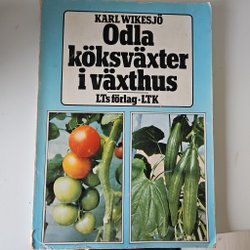 KARL WIKESJÖ
Odla
köksväxter
i växthus
LTs förlag-LTK